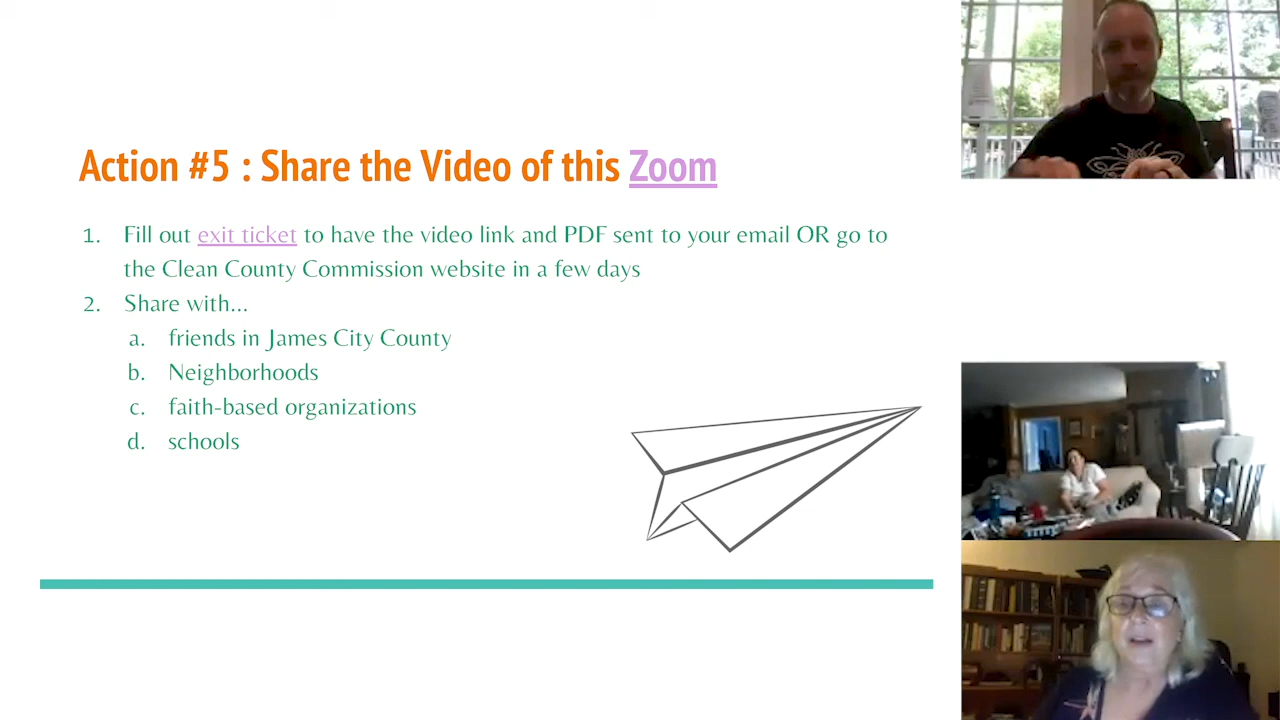 Action #5 : Share the Video of this Zoom
1. Fill out exit ticket to have the video link and PDF sent to your email OR go to
the Clean County Commission website in a few days
2. Share with...
a. friends in James City County
b. Neighborhoods
c. faith-based organizations
d. schools